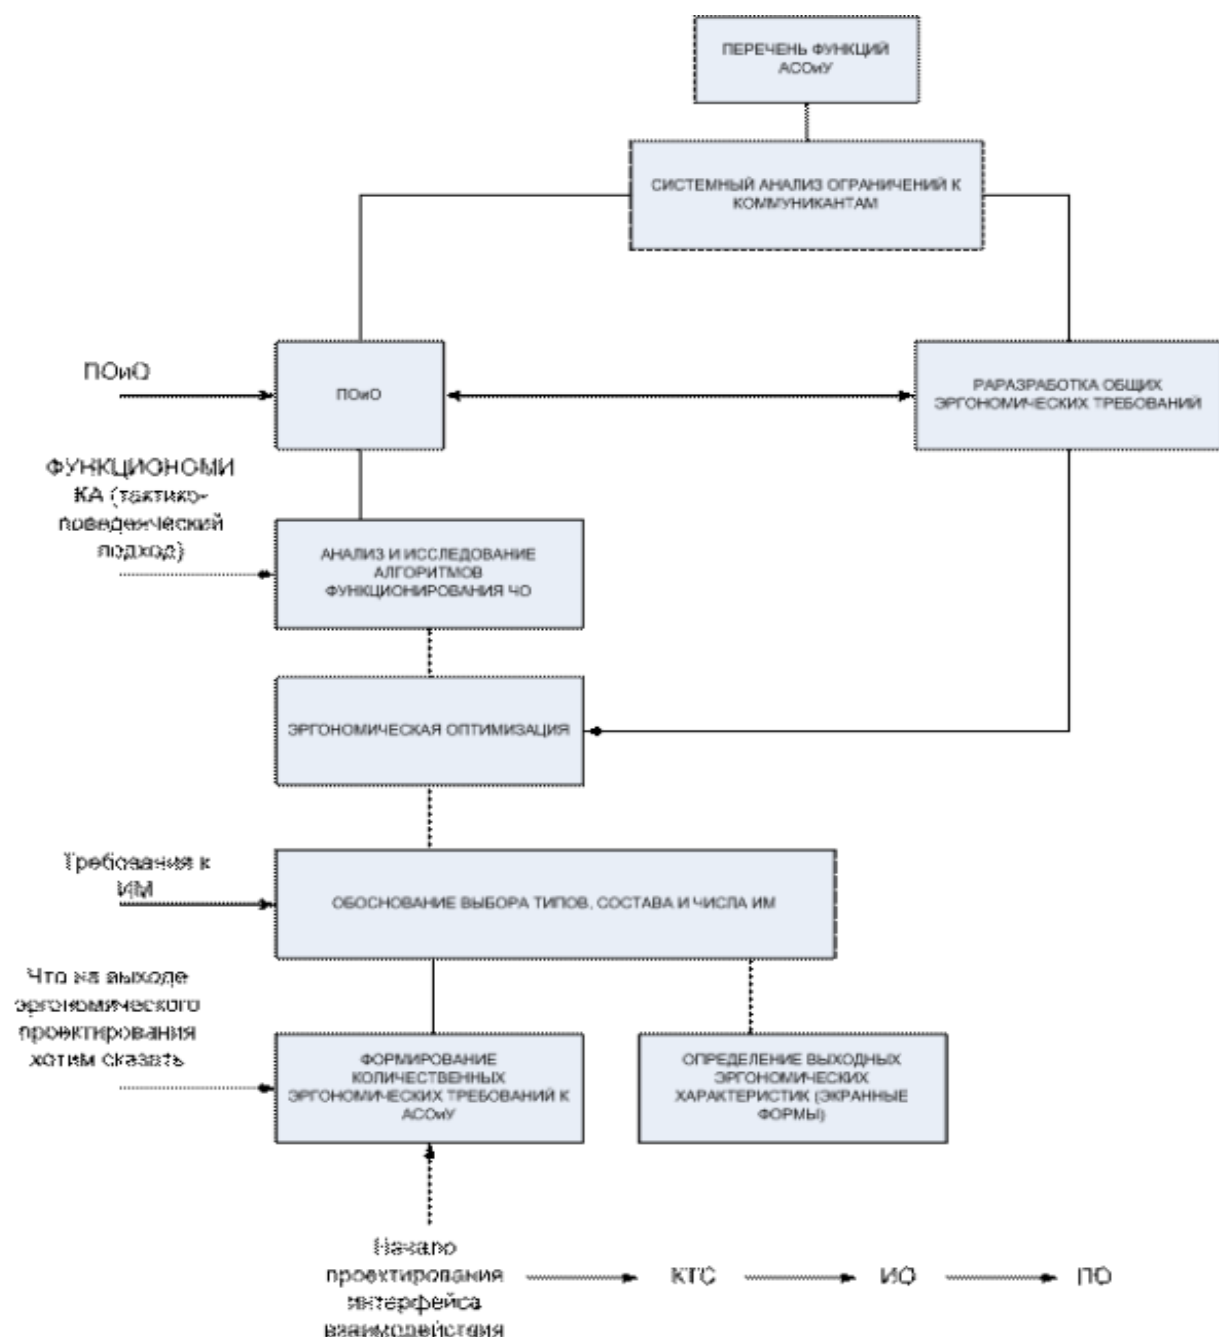 ПЕРЕЧЕНЬ ФУНКЦИЙ
АСОиУ
СИСТЕМНЫЙ АНАЛИЗ ОГРАНИЧЕНИЙ К
КОММУНИКАНТАМ
ПОиО
ПОиО
РАРАЗРАБОТКА ОБЩИХ
ЭРГОНОМИЧЕСКИХ ТРЕБОВАНИЙ
ФУНКЦИОНОМИ
КА (тактико-
поведенческий
подход)
АНАЛИЗ И ИССЛЕДОВАНИЕ
АЛГОРИТМОВ
ФУНКЦИОНИРОВАНИЯ ЧО
ЭРГОНОМИЧЕСКАЯ ОПТИМИЗАЦИЯ
Требования к
ИМ
ОБОСНОВАНИЕ ВЫБОРА ТИПОВ, СОСТАВА И ЧИСЛА ИМ
Что на выходе
эргономического
проектирования
хотим сказать
ФОРМИРОВАНИЕ
КОЛИЧЕСТВЕННЫХ
ЭРГОНОМИЧЕСКИХ ТРЕБОВАНИЙ К
АСОиУ
ОПРЕДЕЛЕНИЕ ВЫХОДНЫХ
ЭРГОНОМИЧЕСКИХ
ХАРАКТЕРИСТИК (ЭКРАННЫЕ
ФОРМЫ)
Начало
проектирования
интерфейса
взаимодействия
КТС
ИО
ПО